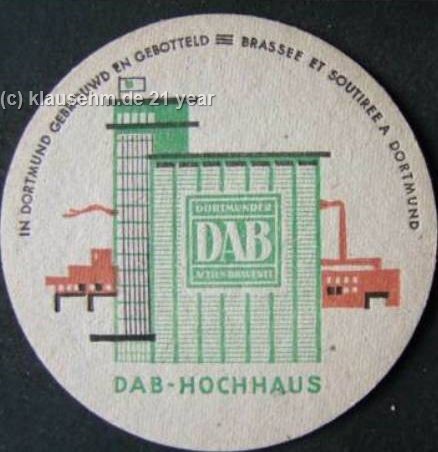 IN DORTMUND GEBROUWD EN GEBOTTELD = BRASSEE ET SOUTIREE A DORTMUND
(c) klausehm.de 21 year
DORTMUNDER
DAB
ACTIEN-BRAUEREI
DAB-HOCHHAUS